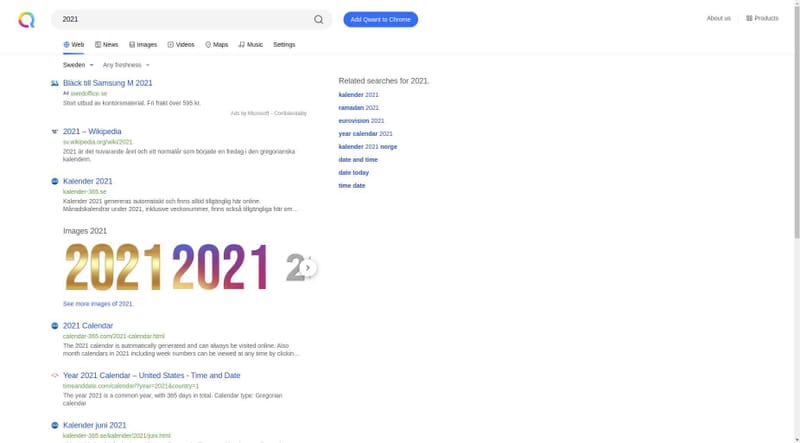 2021
Add Qwant to Chrome
About us
Products
Web
News
Images
Videos
Maps
Music
Settings
Sweden
Any freshness
Bläck till Samsung M 2021
Ad swedoffice.se
Stort utbud av kontorsmaterial. Fri frakt över 595 kr.
Ads by Microsoft - Confidentiality
2021 – Wikipedia
sv.wikipedia.org/wiki/2021
2021 är det nuvarande året och ett normalår som började en fredag i den gregorianska
kalendern.
Kalender 2021
kalender-365.se
Kalender 2021 genereras automatiskt och finns alltid tillgänglig här online.
Månadskalendrar under 2021, inklusive veckonummer, finns också tillgängliga här om…
Images 2021
2021
2021
See more images of 2021.
2021 Calendar
calendar-365.com/2021-calendar.html
The 2021 calendar is automatically generated and can always be visited online. Also
month calendars in 2021 including week numbers can be viewed at any time by clickin…
Year 2021 Calendar – United States - Time and Date
timeanddate.com/calendar/?year=2021&country=1
The year 2021 is a common year, with 365 days in total. Calendar type: Gregorian
calendar
Kalender juni 2021
kalender-365.se/kalender/2021/juni.html
Related searches for 2021.
kalender 2021
ramadan 2021
eurovision 2021
year calendar 2021
kalender 2021 norge
date and time
date today
time date